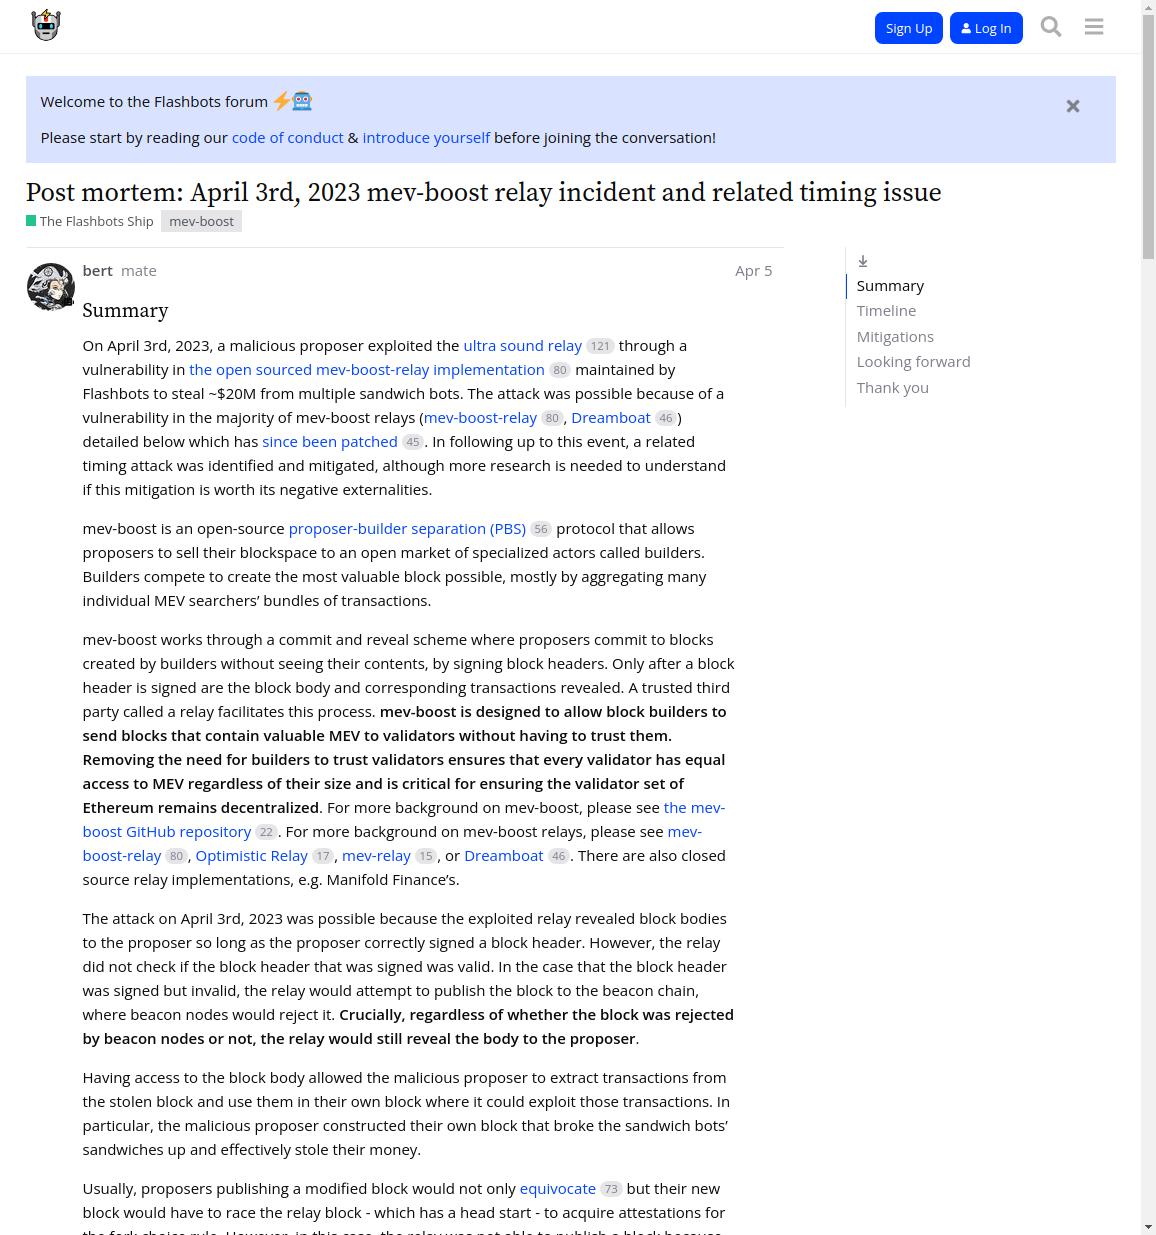 Sign Up
Log In
Welcome to the Flashbots forum
Please start by reading our code of conduct & introduce yourself before joining the conversation!
Post mortem: April 3rd, 2023 mev-boost relay incident and related timing issue
The Flashbots Ship mev-boost
bert mate Apr 5
Summary
On April 3rd, 2023, a malicious proposer exploited the ultra sound relay 121 through a
vulnerability in the open sourced mev-boost-relay implementation 80 maintained by
Flashbots to steal ~$20M from multiple sandwich bots. The attack was possible because of a
vulnerability in the majority of mev-boost relays (mev-boost-relay 80, Dreamboat 46)
detailed below which has since been patched 45. In following up to this event, a related
timing attack was identified and mitigated, although more research is needed to understand
if this mitigation is worth its negative externalities.
mev-boost is an open-source proposer-builder separation (PBS) 56 protocol that allows
proposers to sell their blockspace to an open market of specialized actors called builders.
Builders compete to create the most valuable block possible, mostly by aggregating many
individual MEV searchers’ bundles of transactions.
mev-boost works through a commit and reveal scheme where proposers commit to blocks
created by builders without seeing their contents, by signing block headers. Only after a block
header is signed are the block body and corresponding transactions revealed. A trusted third
party called a relay facilitates this process. mev-boost is designed to allow block builders to
send blocks that contain valuable MEV to validators without having to trust them.
Removing the need for builders to trust validators ensures that every validator has equal
access to MEV regardless of their size and is critical for ensuring the validator set of
Ethereum remains decentralized. For more background on mev-boost, please see the mev-
boost GitHub repository 22. For more background on mev-boost relays, please see mev-
boost-relay 80, Optimistic Relay 17, mev-relay 15, or Dreamboat 46. There are also closed
source relay implementations, e.g. Manifold Finance’s.
The attack on April 3rd, 2023 was possible because the exploited relay revealed block bodies
to the proposer so long as the proposer correctly signed a block header. However, the relay
did not check if the block header that was signed was valid. In the case that the block header
was signed but invalid, the relay would attempt to publish the block to the beacon chain,
where beacon nodes would reject it. Crucially, regardless of whether the block was rejected
by beacon nodes or not, the relay would still reveal the body to the proposer.
Having access to the block body allowed the malicious proposer to extract transactions from
the stolen block and use them in their own block where it could exploit those transactions. In
particular, the malicious proposer constructed their own block that broke the sandwich bots’
sandwiches up and effectively stole their money.
Usually, proposers publishing a modified block would not only equivocate 73 but their new
block would have to race the relay block - which has a head start - to acquire attestations for
Summary
Timeline
Mitigations
Looking forward
Thank you